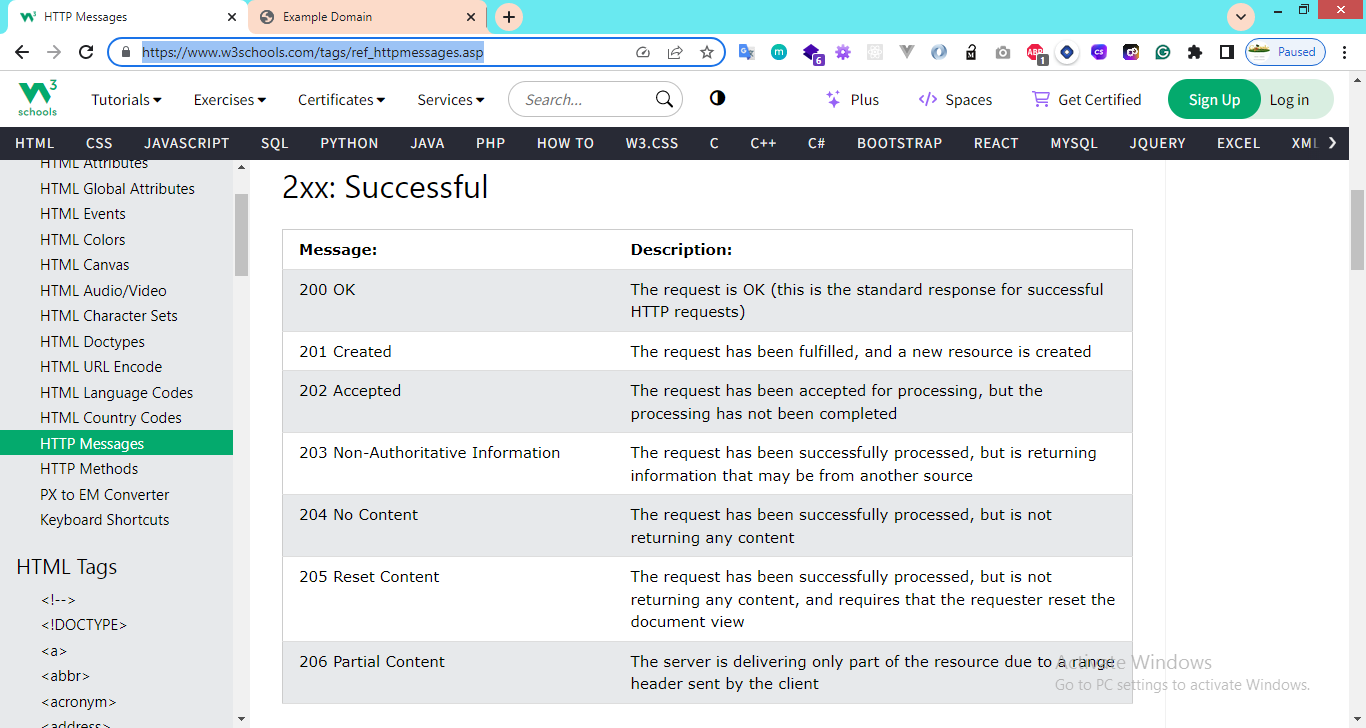 HTTP Messages
Example Domain
https://www.w3schools.com/tags/ref_httpmessages.asp
ABP
1
6
m
M
CS
G
Paused
W3
schools
Tutorials
Exercises
Certificates
Services
Search...
Plus
Spaces
Get Certified
Sign Up
Log in
HTML CSS JAVASCRIPT SQL PYTHON JAVA PHP HOW TO W3.CSS C C++ C# BOOTSTRAP REACT MYSQL JQUERY EXCEL XML
HTML Attributes
HTML Global Attributes
HTML Events
HTML Colors
HTML Canvas
HTML Audio/Video
HTML Character Sets
HTML Doctypes
HTML URL Encode
HTML Language Codes
HTML Country Codes
HTTP Messages
HTTP Methods
PX to EM Converter
Keyboard Shortcuts
HTML Tags
<!-->
<!DOCTYPE>
<a>
<abbr>
<acronym>
<address>
2xx: Successful
Message: Description:
200 OK The request is OK (this is the standard response for successful
HTTP requests)
201 Created The request has been fulfilled, and a new resource is created
202 Accepted The request has been accepted for processing, but the
processing has not been completed
203 Non-Authoritative Information The request has been successfully processed, but is returning
information that may be from another source
204 No Content The request has been successfully processed, but is not
returning any content
205 Reset Content The request has been successfully processed, but is not
returning any content, and requires that the requester reset the
document view
206 Partial Content The server is delivering only part of the resource due to a range
header sent by the client
Activate Windows
Go to PC settings to activate Windows.